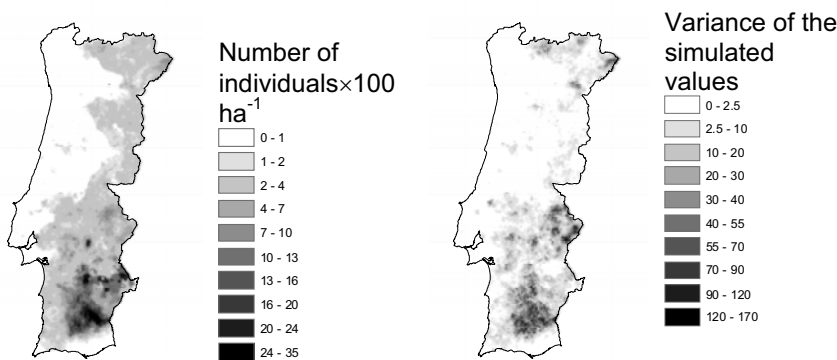 Number of
individuals×100
ha-1
0 - 1
1 - 2
2 - 4
4 - 7
7 - 10
10 - 13
13 - 16
16 - 20
20 - 24
24 - 35
Variance of the
simulated
values
0 - 2.5
2.5 - 10
10 - 20
20 - 30
30 - 40
40 - 55
55 - 70
70 - 90
90 - 120
120 - 170